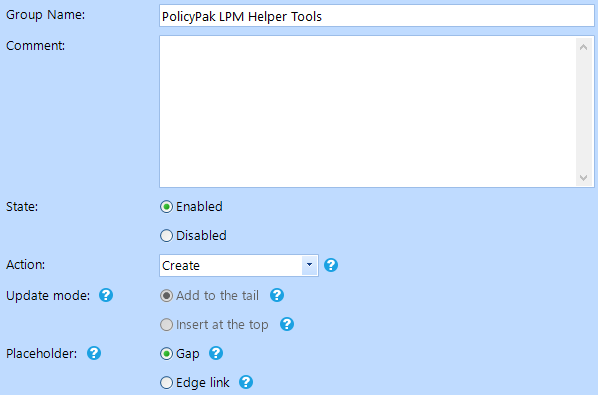 Group Name: PolicyPak LPM Helper Tools
Comment:
State: Enabled
Disabled
Action: Create ?
Update mode: ? Add to the tail ?
Insert at the top ?
Placeholder: ? Gap ?
Edge link ?